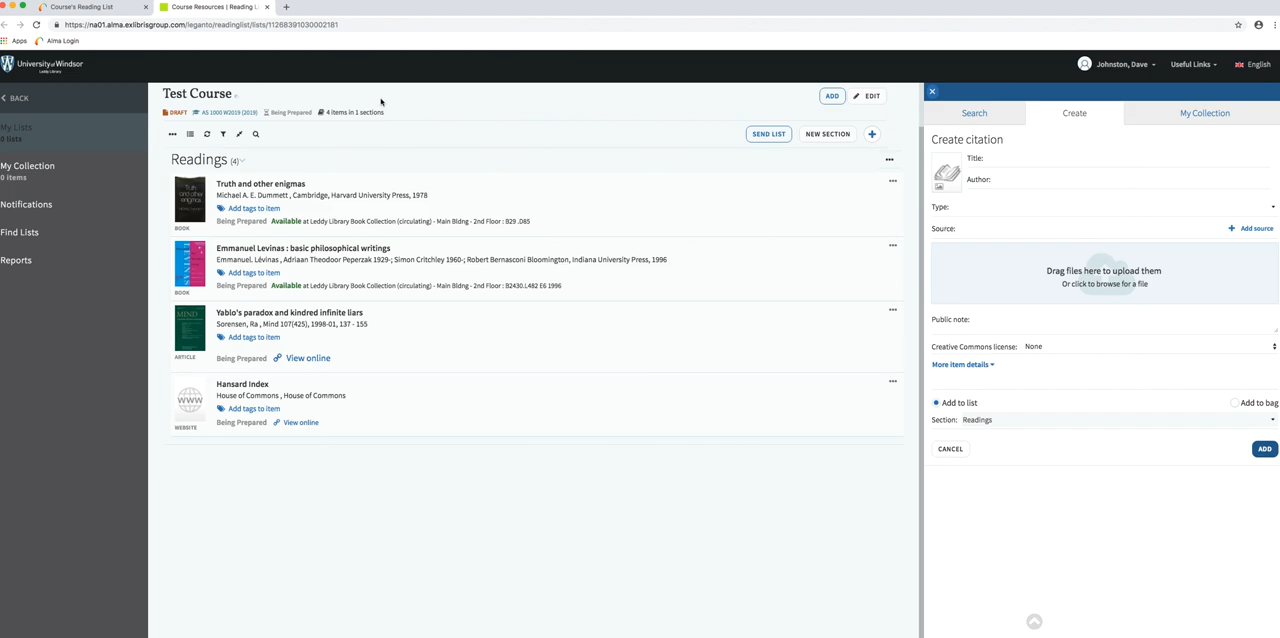 Course's Reading List
Course Resources | Reading Li
https://na01.alma.exlibrisgroup.com/leganto/readinglist/lists/11268391030002181
Apps
Alma Login
University of Windsor
Leddy Library
Johnston, Dave
Useful Links
English
BACK
My Lists
0 lists
My Collection
0 items
Notifications
Find Lists
Reports
Test Course
ADD
EDIT
DRAFT
AS 1000 W2019 (2019)
Being Prepared
4 items in 1 sections
SEND LIST
NEW SECTION
Readings (4)
Truth and other enigmas
Michael A. E. Dummett , Cambridge, Harvard University Press, 1978
Add tags to item
Being Prepared Available at Leddy Library Book Collection (circulating) - Main Bldng - 2nd Floor : B29 .D85
BOOK
Emmanuel Levinas : basic philosophical writings
Emmanuel. Lévinas , Adriaan Theodoor Peperzak 1929-; Simon Critchley 1960-; Robert Bernasconi Bloomington, Indiana University Press, 1996
Add tags to item
Being Prepared Available at Leddy Library Book Collection (circulating) - Main Bldng - 2nd Floor : B2430.L482 E6 1996
BOOK
MIND
Yablo's paradox and kindred infinite liars
Sorensen, Ra , Mind 107(425), 1998-01, 137 - 155
Add tags to item
Being Prepared View online
ARTICLE
WWW
Hansard Index
House of Commons , House of Commons
Add tags to item
Being Prepared View online
WEBSITE
Search
Create
My Collection
Create citation
Title:
Author:
Type:
Source:
Add source
Drag files here to upload them
Or click to browse for a file
Public note:
Creative Commons license: None
More item details
Add to list
Add to bag
Section: Readings
CANCEL
ADD